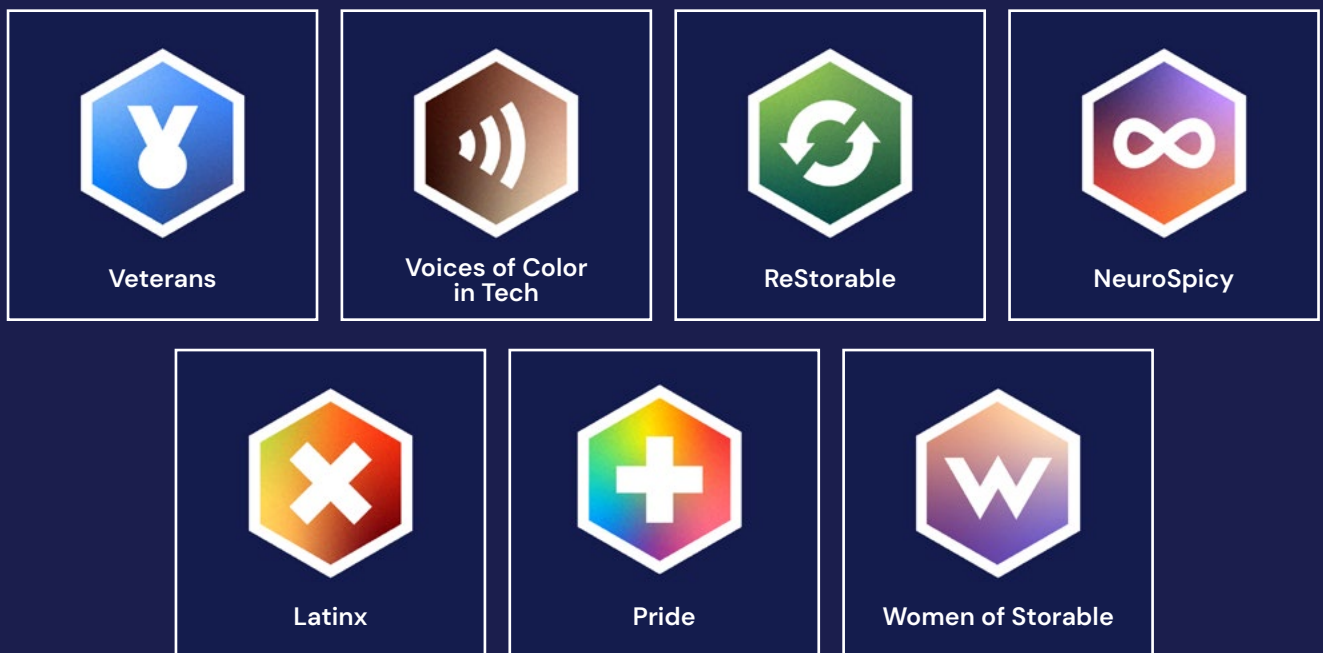 Veterans
Voices of Color
in Tech
ReStorable
NeuroSpicy
Latinx
Pride
Women of Storable